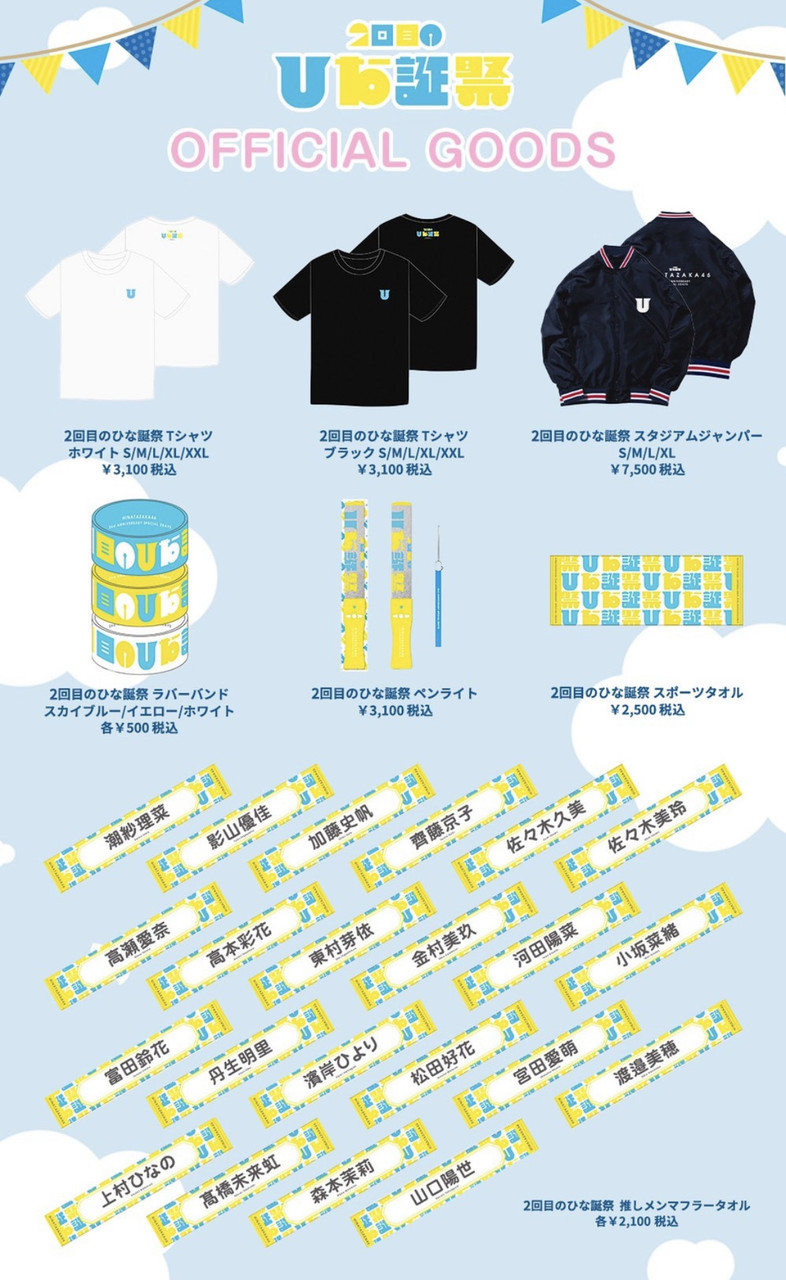 2回目の
ひな誕祭
OFFICIAL GOODS
TAZAKA46
2回目のひな誕祭 Tシャツ
ホワイト S/M/L/XL/XXL
￥3,100 税込
2回目のひな誕祭 Tシャツ
ブラック S/M/L/XL/XXL
￥3,100 税込
2回目のひな誕祭 スタジアムジャンパー
S/M/L/XL
￥7,500 税込
HINATAZAKA46
2回目のひな誕祭 ラバーバンド
スカイブルー/イエロー/ホワイト
各￥500 税込
2回目のひな誕祭 ペンライト
￥3,100 税込
2回目のひな誕祭 スポーツタオル
￥2,500 税込
潮紗理菜
影山優佳
加藤史帆
齊藤京子
佐々木久美
佐々木美玲
高瀬愛奈
高本彩花
東村芽依
金村美玖
河田陽菜
小坂菜緒
富田鈴花
丹生明里
濱岸ひより
松田好花
宮田愛萌
渡邉美穂
上村ひなの
髙橋未来虹
森本茉莉
山口陽世
2回目のひな誕祭 推しメンマフラータオル
各￥2,100 税込